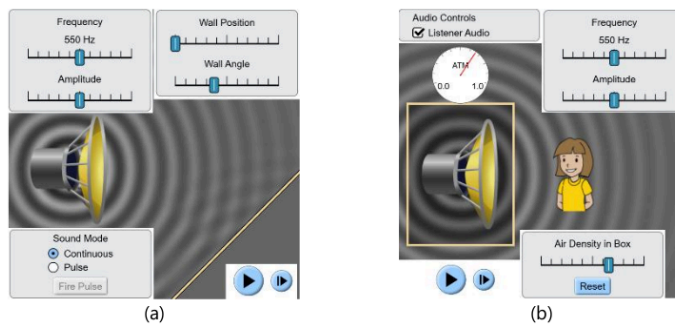 Frequency
550 Hz
Amplitude
Wall Position
Wall Angle
Sound Mode
Continuous
Pulse
Fire Pulse
(a)
Audio Controls
Listener Audio
ATM
0.0 1.0
Frequency
550 Hz
Amplitude
Air Density in Box
Reset
(b)